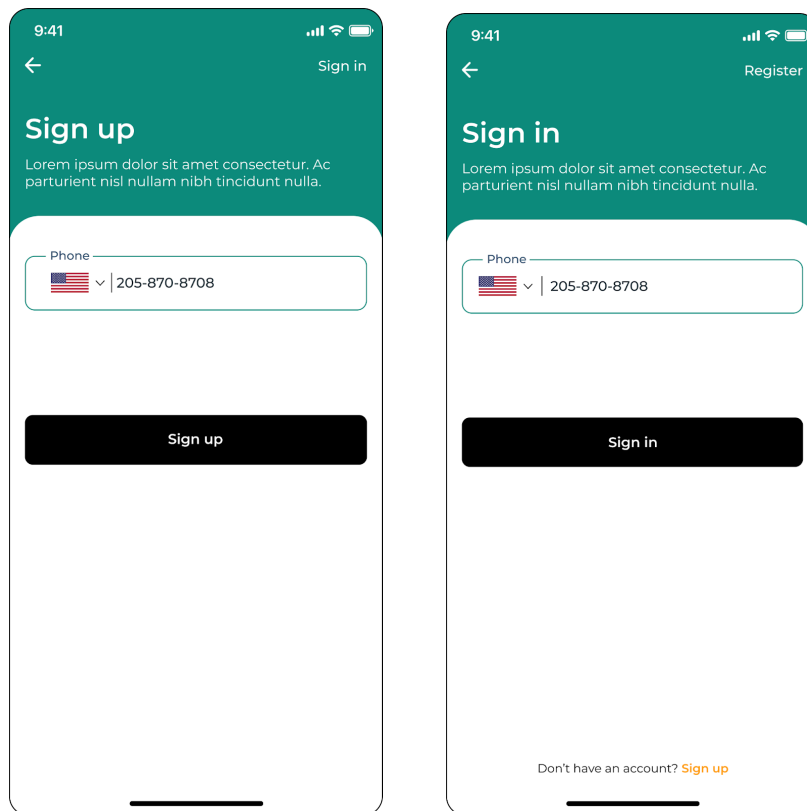 9:41
Sign in
Sign up
Lorem ipsum dolor sit amet consectetur. Ac
parturient nisl nullam nibh tincidunt nulla.
Phone
205-870-8708
Sign up
9:41
Register
Sign in
Lorem ipsum dolor sit amet consectetur. Ac
parturient nisl nullam nibh tincidunt nulla.
Phone
205-870-8708
Sign in
Don’t have an account? Sign up